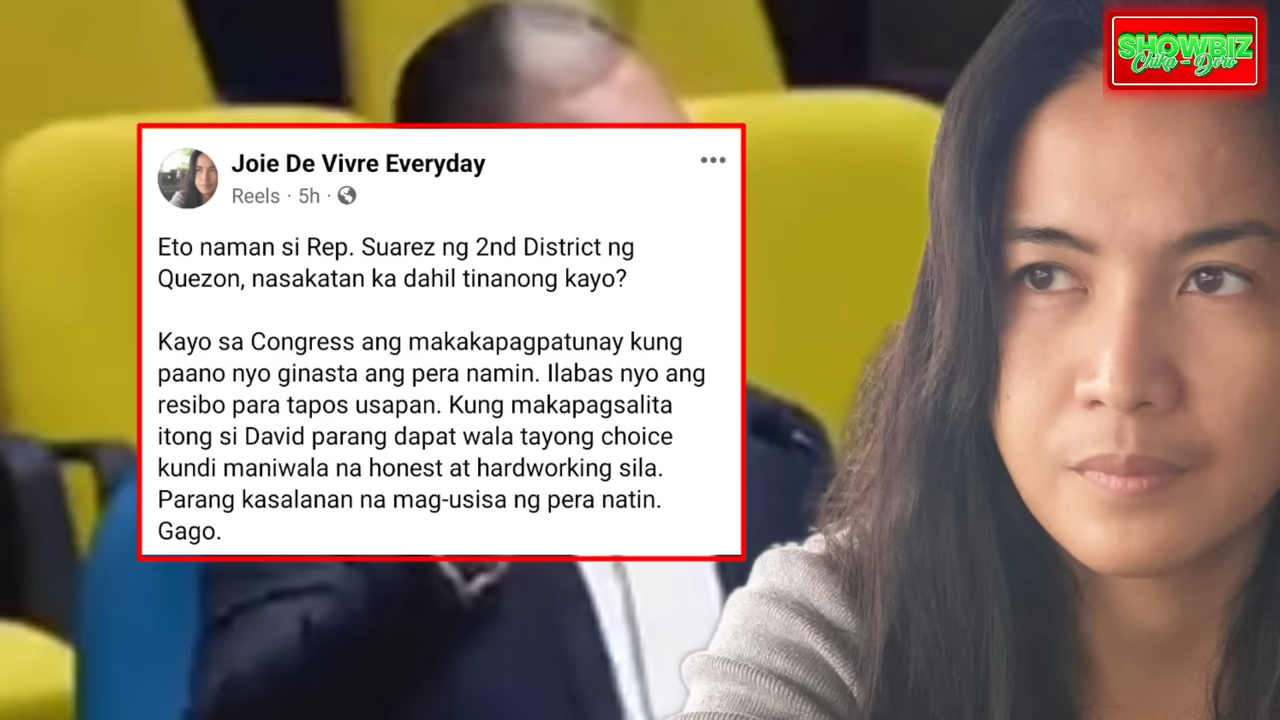 SHOWBIZ
Chika - Doro
Joie De Vivre Everyday
Reels · 5h ·
Eto naman si Rep. Suarez ng 2nd District ng
Quezon, nasakatan ka dahil tinanong kayo?
Kayo sa Congress ang makakapagpatunay kung
paano nyo ginasta ang pera namin. Ilabas nyo ang
resibo para tapos usapan. Kung makapagsalita
itong si David parang dapat wala tayong choice
kundi maniwala na honest at hardworking sila.
Parang kasalanan na mag-usisa ng pera natin.
Gago.